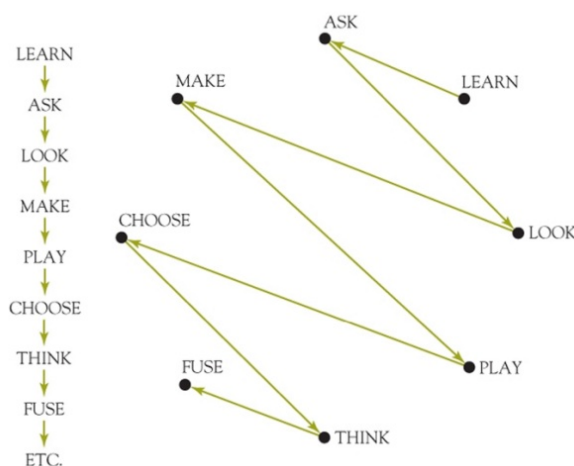 LEARN
ASK
LOOK
MAKE
PLAY
CHOOSE
THINK
FUSE
ETC.
ASK
MAKE
LEARN
CHOOSE
LOOK
FUSE
PLAY
THINK